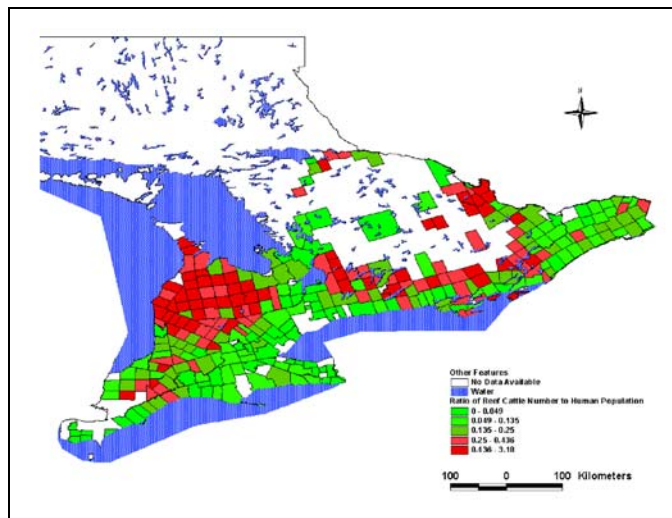 N
Other Features
No Data Available
Water
Ratio of Beef Cattle Number to Human Population
0 - 0.049
0.049 - 0.135
0.135 - 0.25
0.25 - 0.436
0.436 - 3.18
100 0 100 Kilometers